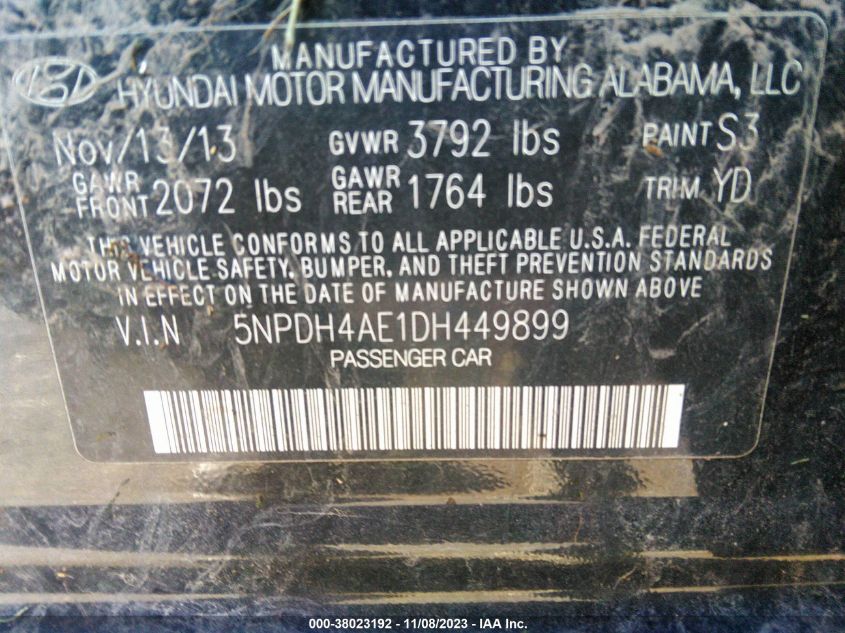 MANUFACTURED BY
HYUNDAI MOTOR MANUFACTURING ALABAMA, LLC
Nov/13/13 GVWR 3792 lbs PAINT S3
GAWR FRONT 2072 lbs GAWR REAR 1764 lbs TRIM YD
THIS VEHICLE CONFORMS TO ALL APPLICABLE U.S.A. FEDERAL
MOTOR VEHICLE SAFETY, BUMPER, AND THEFT PREVENTION STANDARDS
IN EFFECT ON THE DATE OF MANUFACTURE SHOWN ABOVE
V.I.N 5NPDH4AE1DH449899
PASSENGER CAR
000-38023192 - 11/08/2023 - IAA Inc.